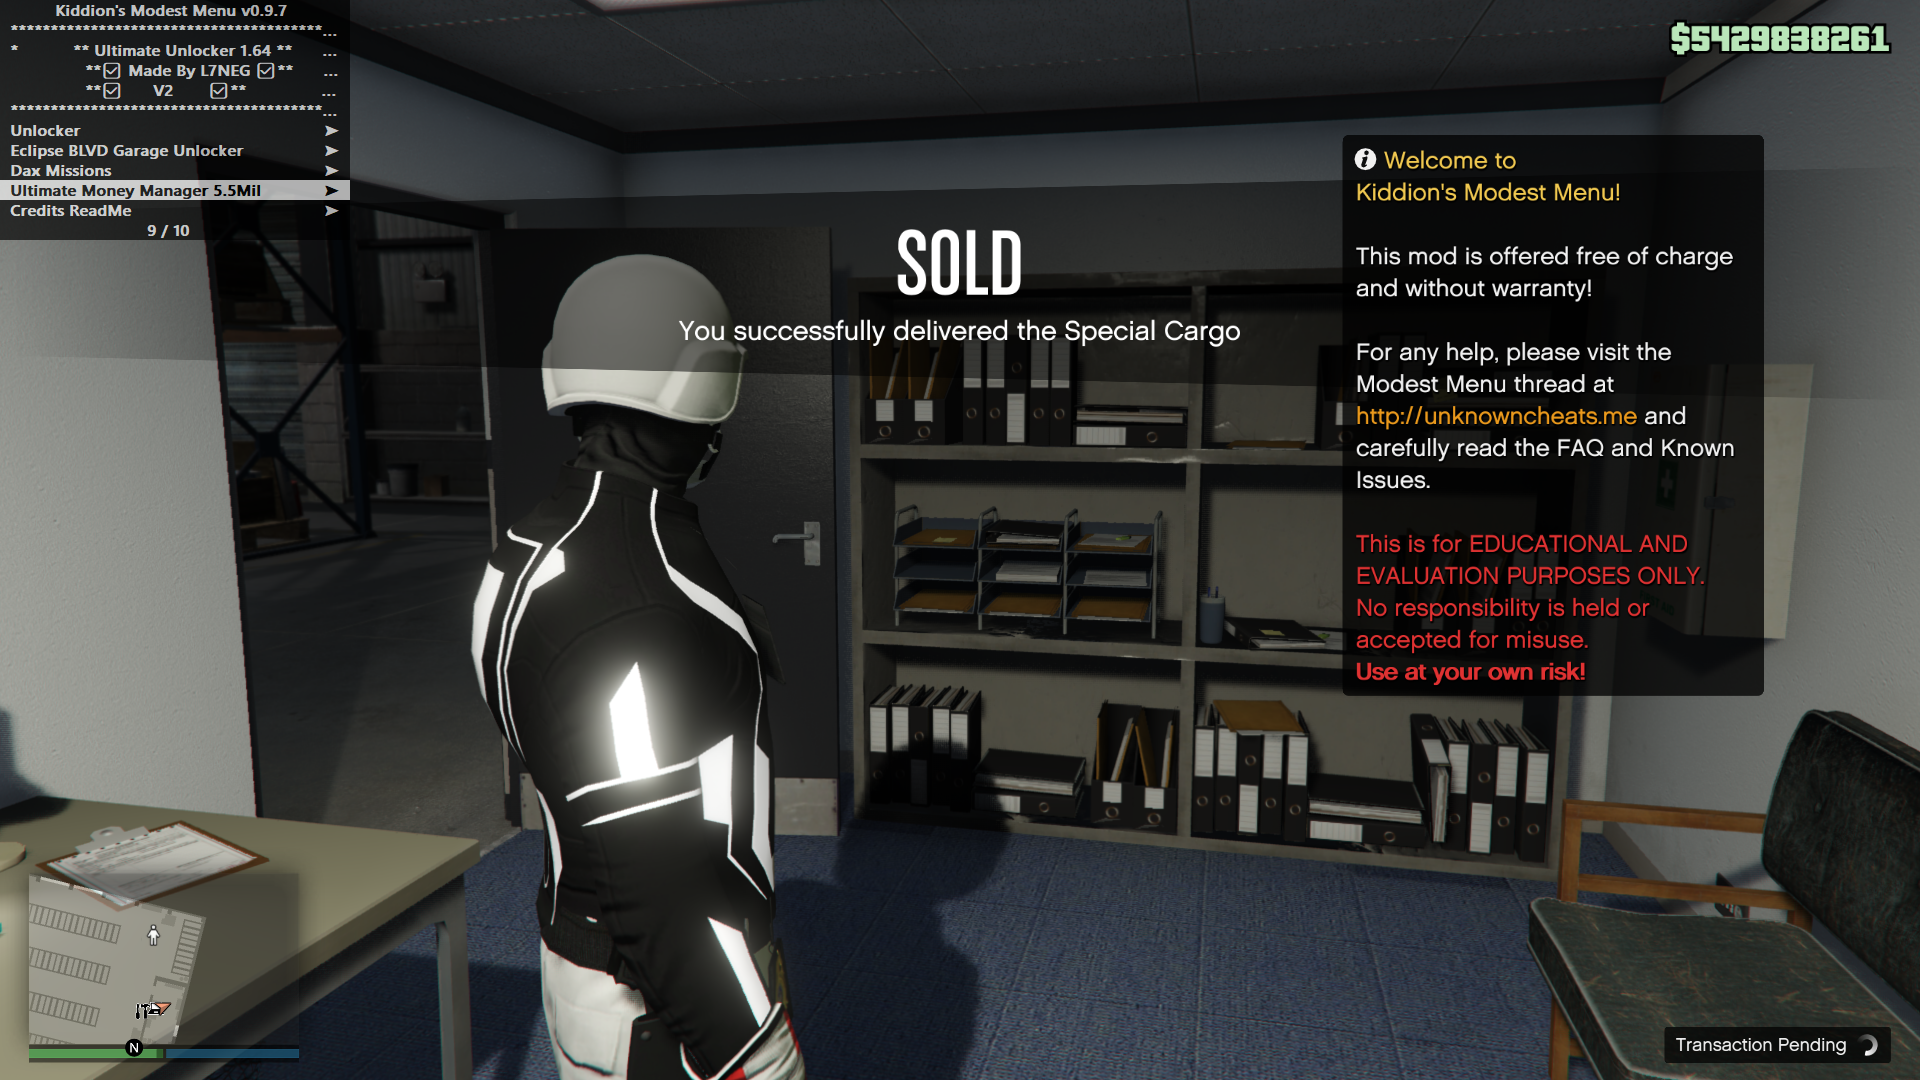 Kiddion's Modest Menu v0.9.7
***************************************...
* ** Ultimate Unlocker 1.64 ** ...
**☑ Made By L7NEG ☑** ...
**☑ V2 ☑** ...
***************************************...
Unlocker ➤
Eclipse BLVD Garage Unlocker ➤
Dax Missions ➤
Ultimate Money Manager 5.5Mil ➤
Credits ReadMe ➤
9 / 10
$5429838261
SOLD
You successfully delivered the Special Cargo
Welcome to
Kiddion's Modest Menu!
This mod is offered free of charge
and without warranty!
For any help, please visit the
Modest Menu thread at
http://unknowncheats.me and
carefully read the FAQ and Known
Issues.
This is for EDUCATIONAL AND
EVALUATION PURPOSES ONLY.
No responsibility is held or
accepted for misuse.
Use at your own risk!
N
Transaction Pending